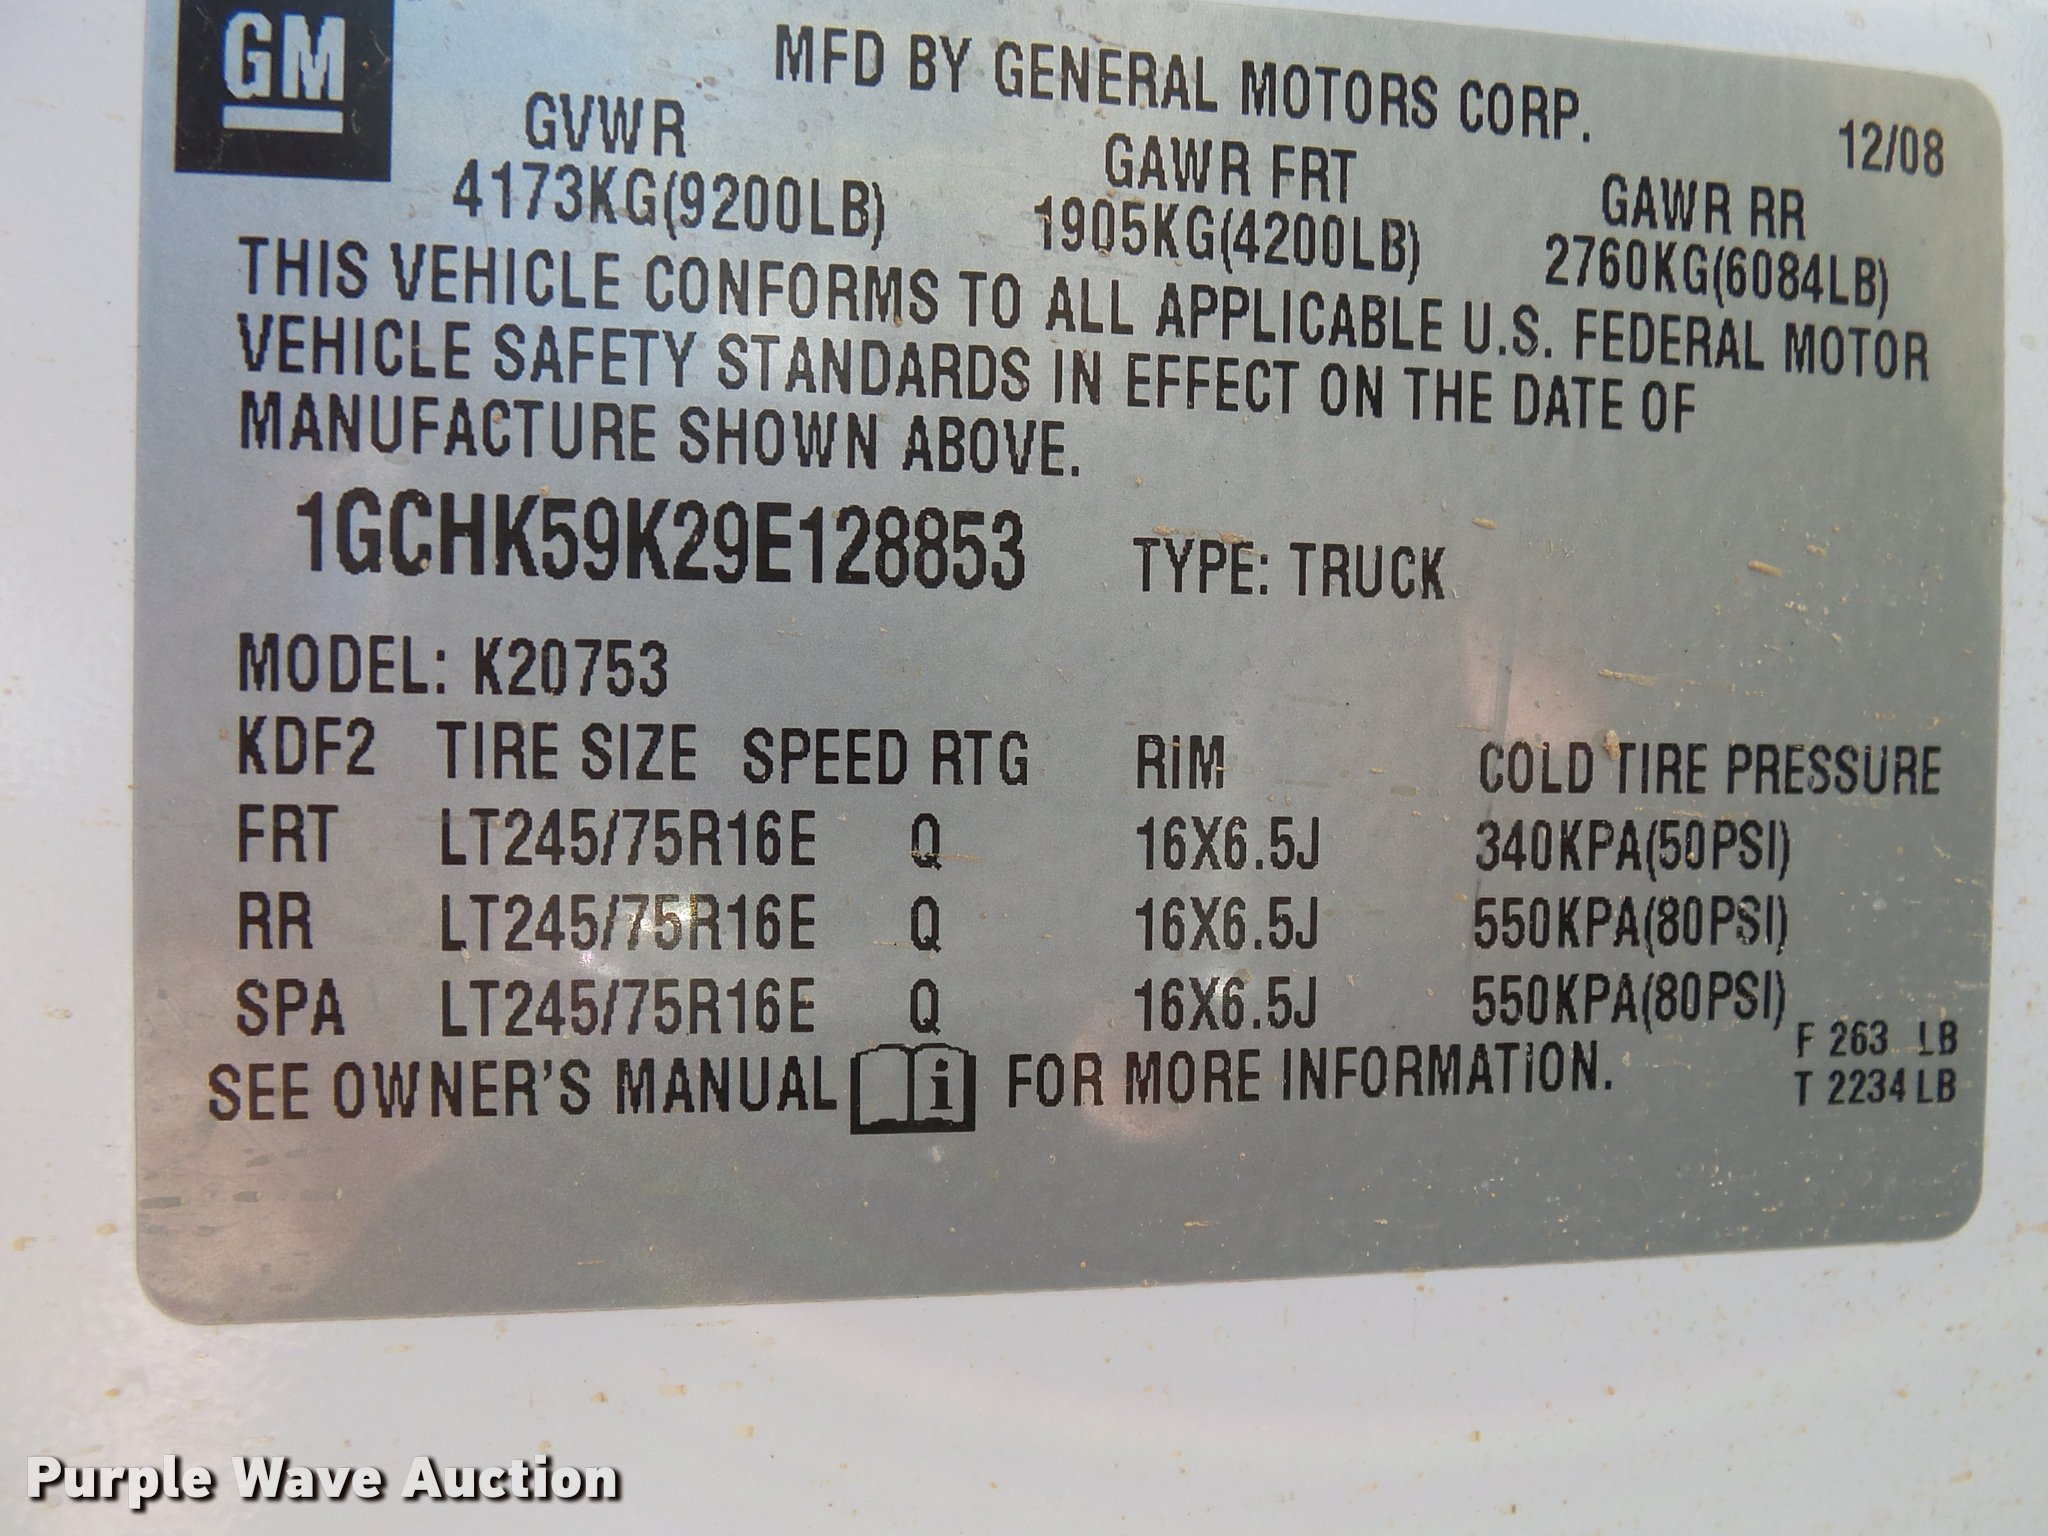 GM
MFD BY GENERAL MOTORS CORP.
12/08
GVWR
4173KG(9200LB)
GAWR FRT
1905KG(4200LB)
GAWR RR
2760KG(6084LB)
THIS VEHICLE CONFORMS TO ALL APPLICABLE U.S. FEDERAL MOTOR
VEHICLE SAFETY STANDARDS IN EFFECT ON THE DATE OF
MANUFACTURE SHOWN ABOVE.
1GCHK59K29E128853 TYPE: TRUCK
MODEL: K20753
KDF2 TIRE SIZE SPEED RTG RIM COLD TIRE PRESSURE
FRT LT245/75R16E Q 16X6.5J 340KPA(50PSI)
RR LT245/75R16E Q 16X6.5J 550KPA(80PSI)
SPA LT245/75R16E Q 16X6.5J 550KPA(80PSI)
SEE OWNER'S MANUAL i FOR MORE INFORMATION.
F 263 LB
T 2234 LB
Purple Wave Auction